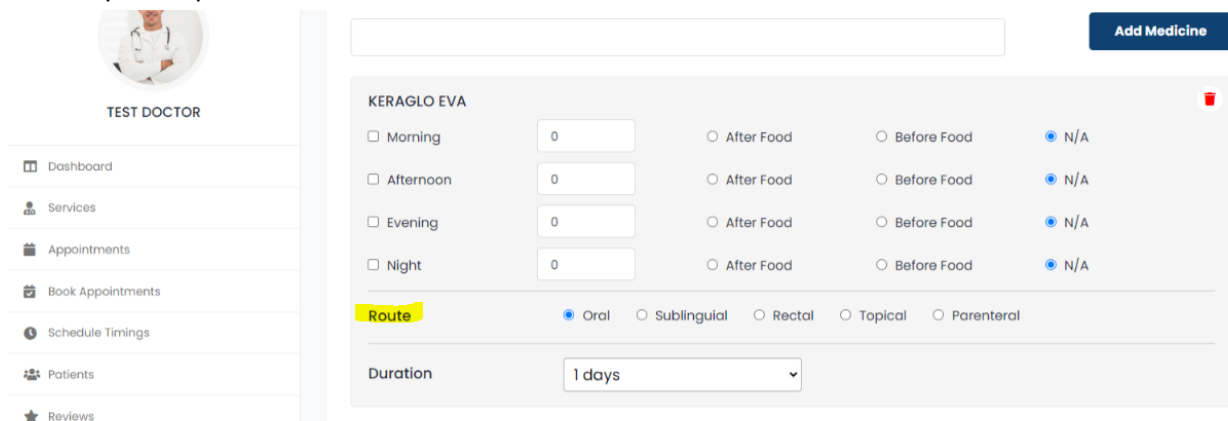 Add Medicine
TEST DOCTOR
Dashboard
Services
Appointments
Book Appointments
Schedule Timings
Patients
Reviews
KERAGLO EVA
Morning 0 After Food Before Food N/A
Afternoon 0 After Food Before Food N/A
Evening 0 After Food Before Food N/A
Night 0 After Food Before Food N/A
Route Oral Sublinguial Rectal Topical Parenteral
Duration 1 days